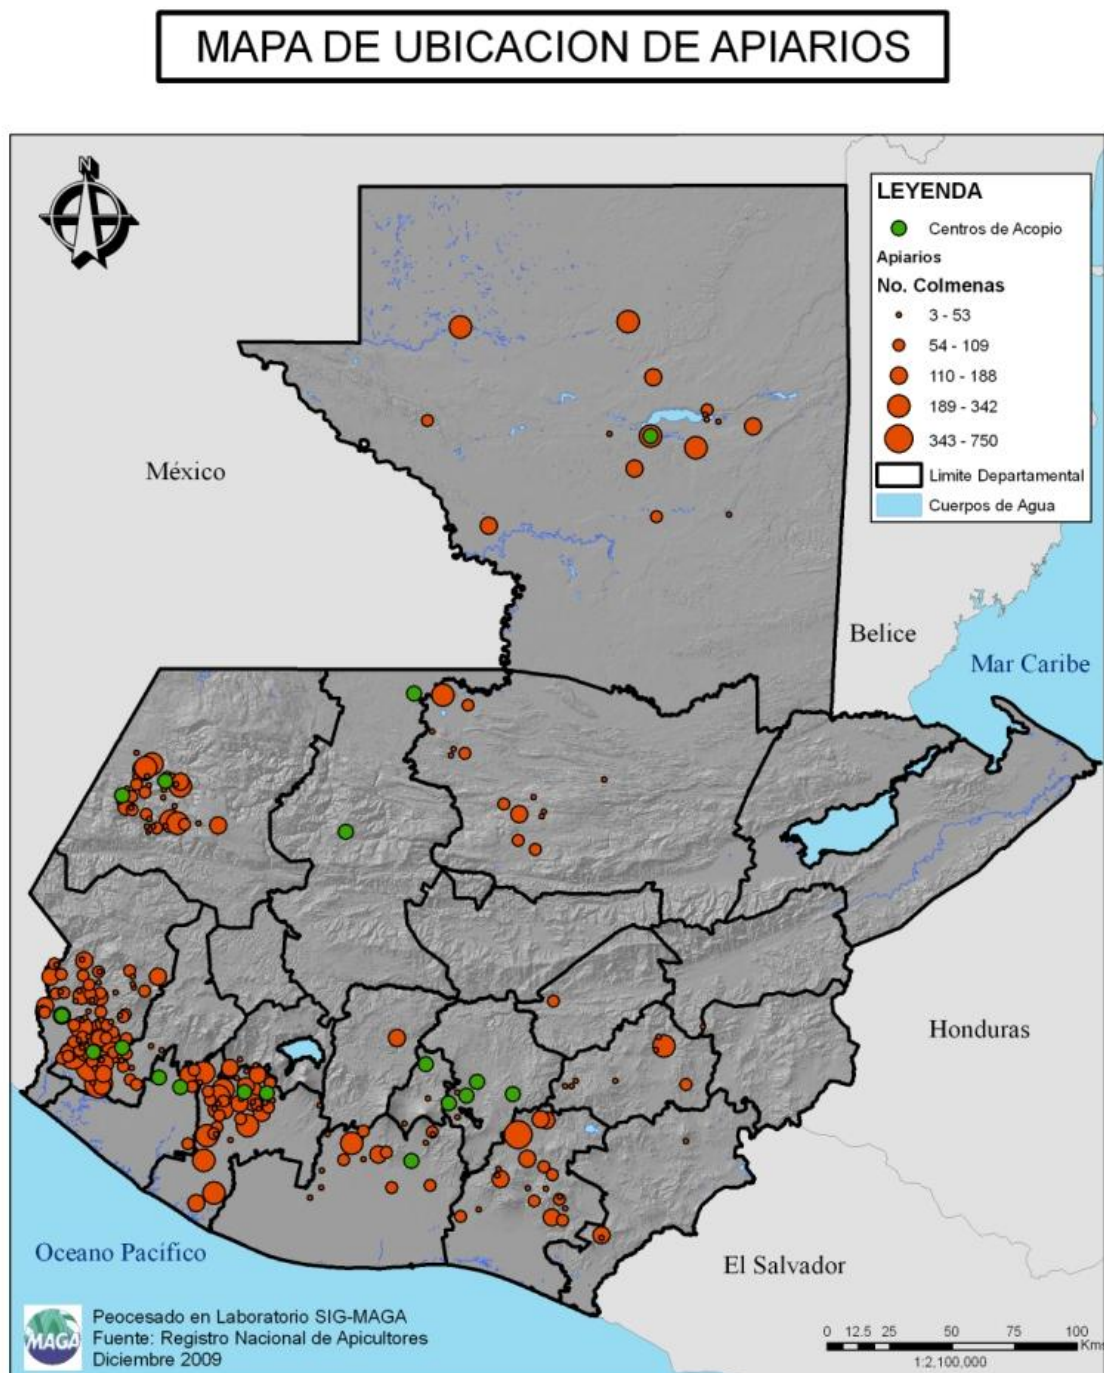 MAPA DE UBICACION DE APIARIOS
N
LEYENDA
Centros de Acopio
Apiarios
No. Colmenas
3 - 53
54 - 109
110 - 188
189 - 342
343 - 750
Limite Departamental
Cuerpos de Agua
México
Belice
Mar Caribe
Honduras
Oceano Pacífico
El Salvador
MAGA
Peocesado en Laboratorio SIG-MAGA
Fuente: Registro Nacional de Apicultores
Diciembre 2009
0 12.5 25 50 75 100
Kms
1:2,100,000